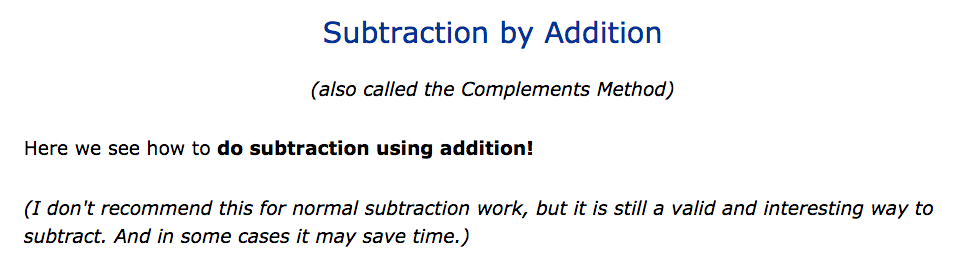 Subtraction by Addition
(also called the Complements Method)
Here we see how to do subtraction using addition!
(I don't recommend this for normal subtraction work, but it is still a valid and interesting way to
subtract. And in some cases it may save time.)